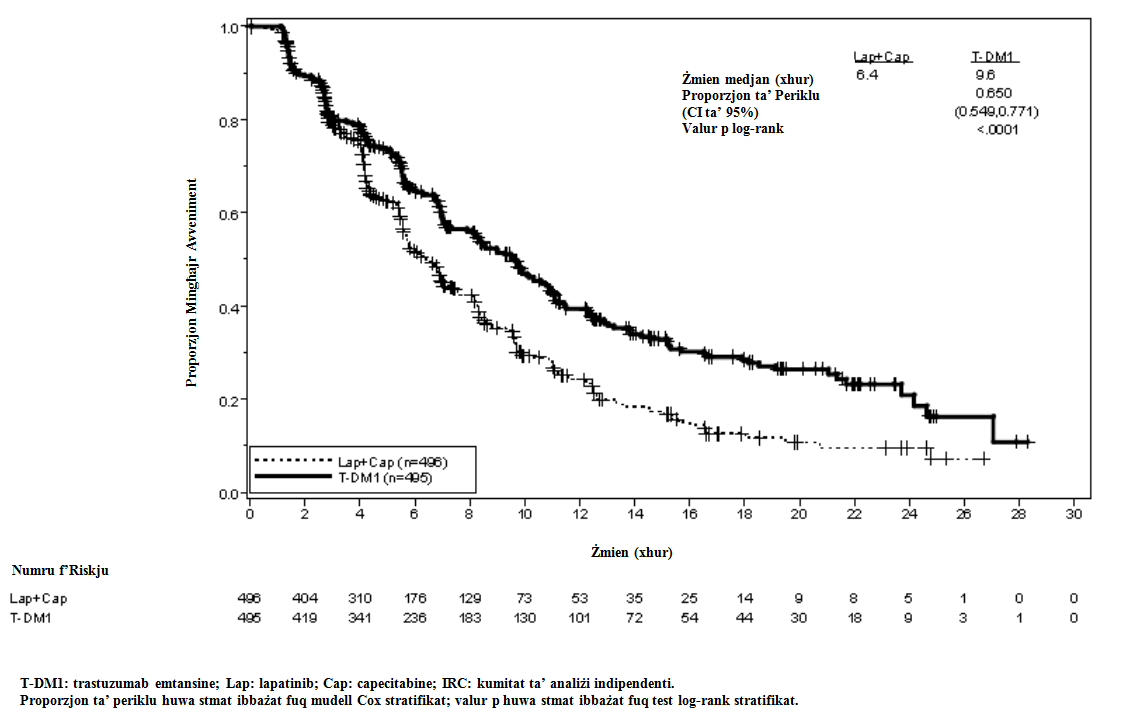 Lap+Cap T-DM1
Żmien medjan (xhur) 6.4 9.6
Proporzjon ta’ Periklu 0.650
(CI ta’ 95%) (0.549,0.771)
Valur p log-rank <.0001
Proporzjon Mingħajr Avveniment
1.0
0.8
0.6
0.4
0.2
0.0
Lap+Cap (n=496)
T-DM1 (n=495)
0 2 4 6 8 10 12 14 16 18 20 22 24 26 28 30
Żmien (xhur)
Numru f’Riskju
Lap+Cap 496 404 310 176 129 73 53 35 25 14 9 8 5 1 0 0
T-DM1 495 419 341 236 183 130 101 72 54 44 30 18 9 3 1 0
T-DM1: trastuzumab emtansine; Lap: lapatinib; Cap: capecitabine; IRC: kumitat ta’ analiżi indipendenti.
Proporzjon ta’ periklu huwa stmat ibbażat fuq mudell Cox stratifikat; valur p huwa stmat ibbażat fuq test log-rank stratifikat.